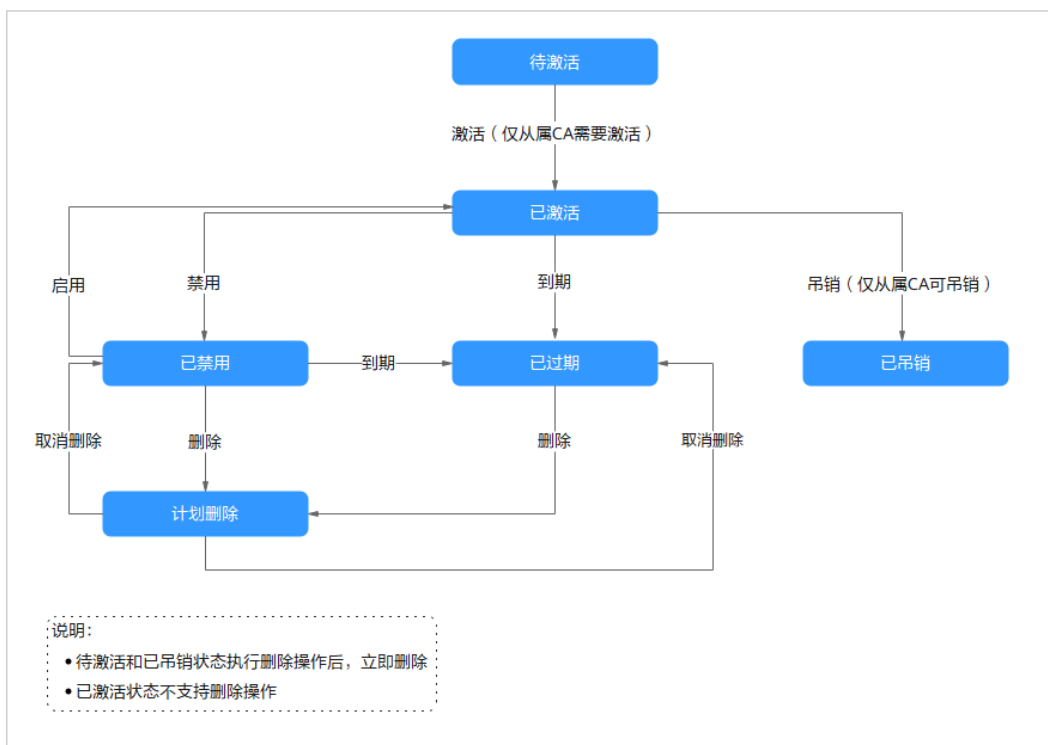 待激活
激活（仅从属CA需要激活）
已激活
启用
禁用
到期
吊销（仅从属CA可吊销）
已禁用
到期
已过期
已吊销
取消删除
删除
删除
取消删除
计划删除
说明：
•待激活和已吊销状态执行删除操作后，立即删除
•已激活状态不支持删除操作